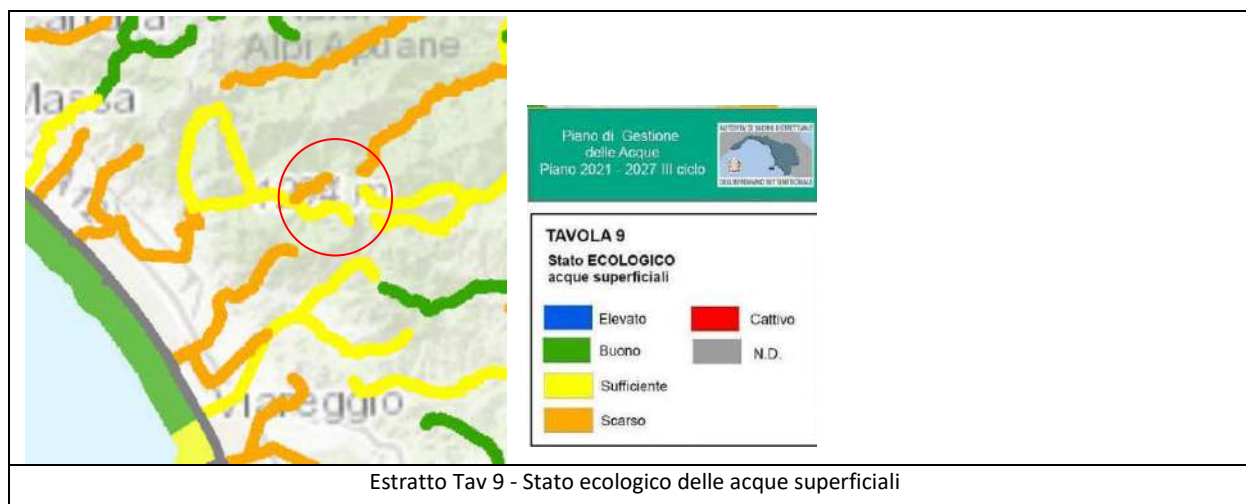 Carrara
Alpi Apuane
Massa
Viareggio
Piano di Gestione
delle Acque
Piano 2021 - 2027 III ciclo
TAVOLA 9
Stato ECOLOGICO
acque superficiali
Elevato
Cattivo
Buono
N.D.
Sufficiente
Scarso
Estratto Tav 9 - Stato ecologico delle acque superficiali